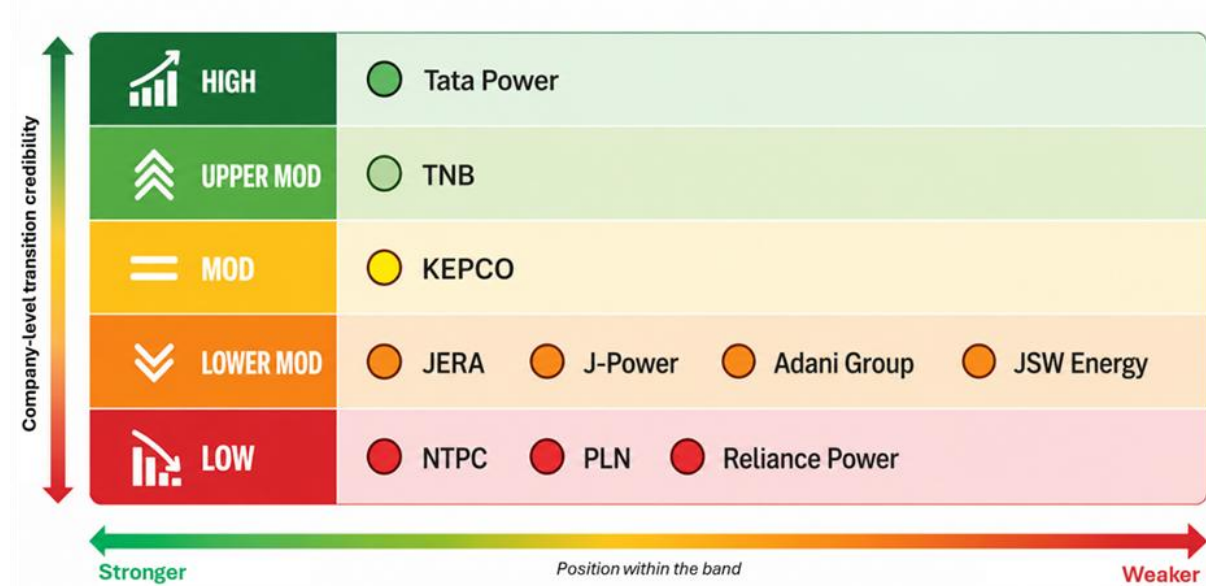 Company-level transition credibility
HIGH
Tata Power
UPPER MOD
TNB
MOD
KEPCO
LOWER MOD
JERA J-Power Adani Group JSW Energy
LOW
NTPC PLN Reliance Power
Stronger Position within the band Weaker